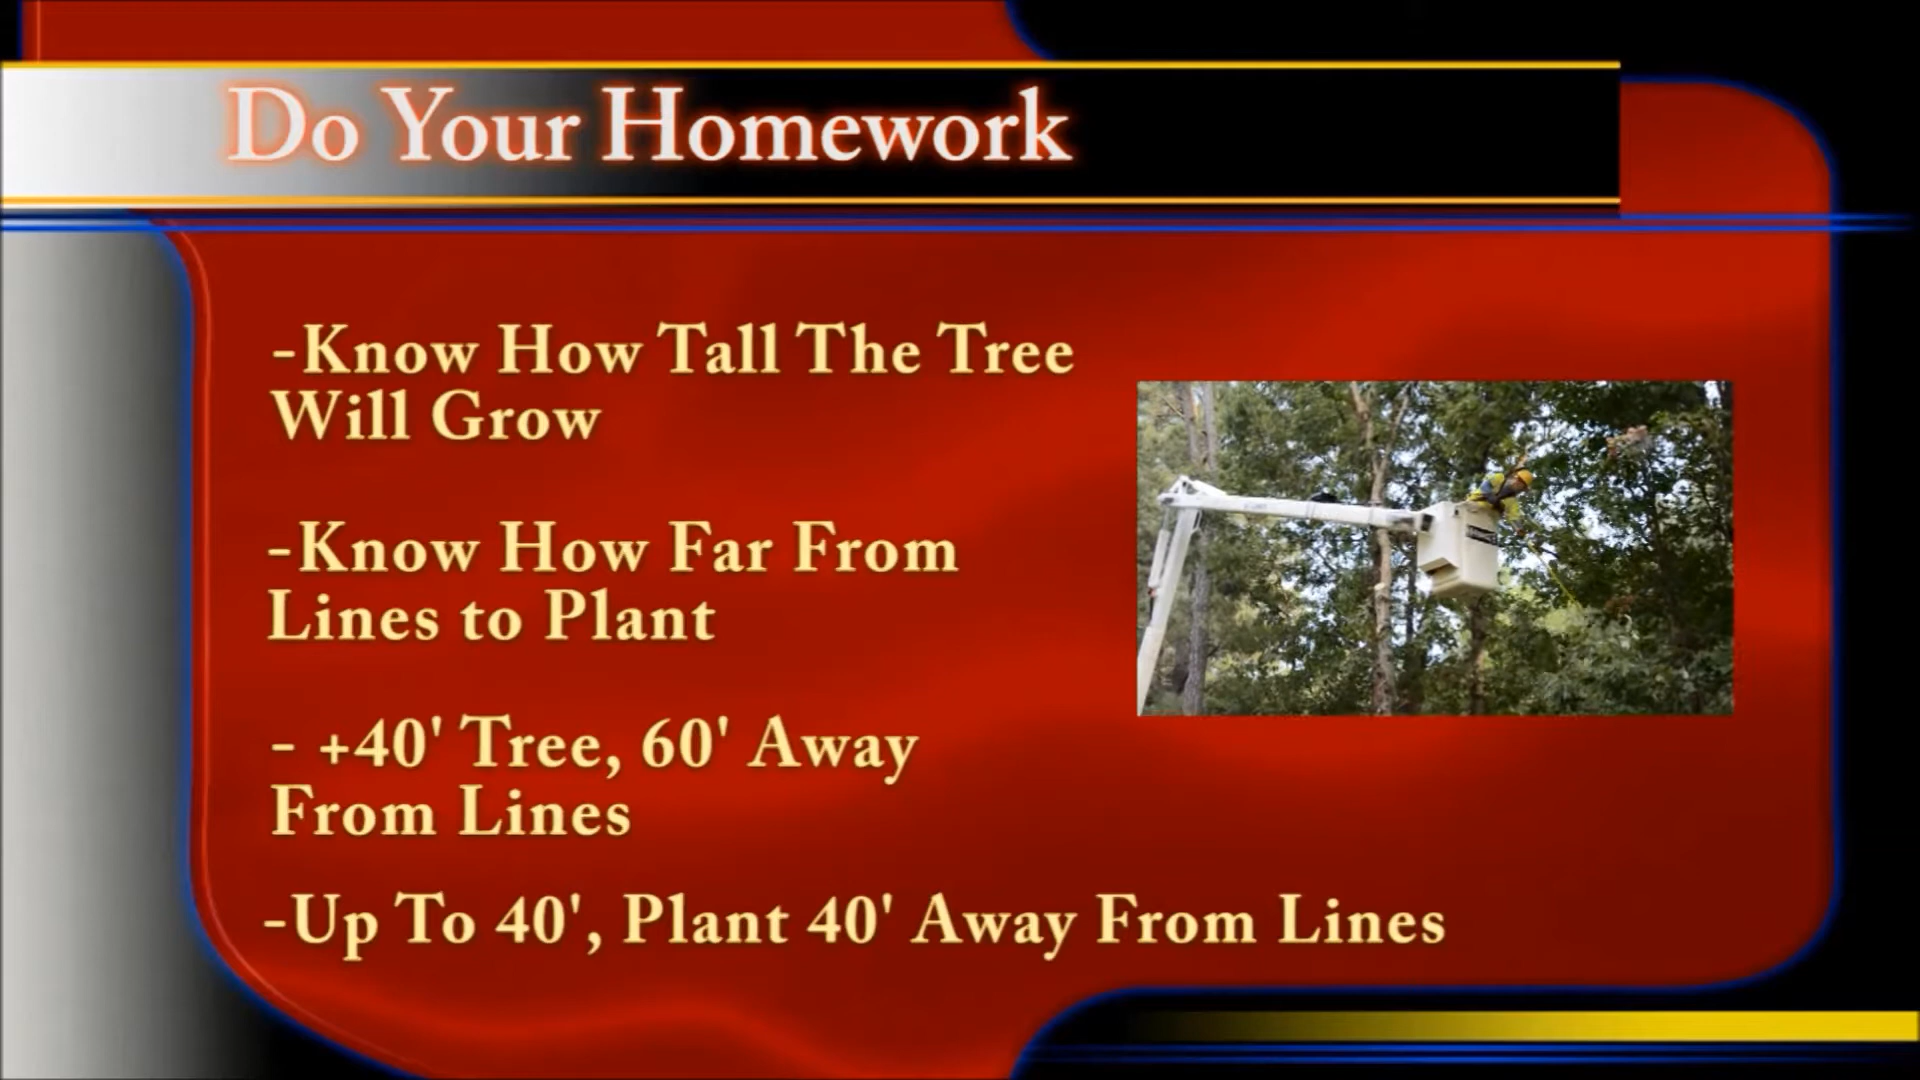 Do Your Homework
-Know How Tall The Tree
Will Grow
-Know How Far From
Lines to Plant
- +40' Tree, 60' Away
From Lines
-Up To 40', Plant 40' Away From Lines